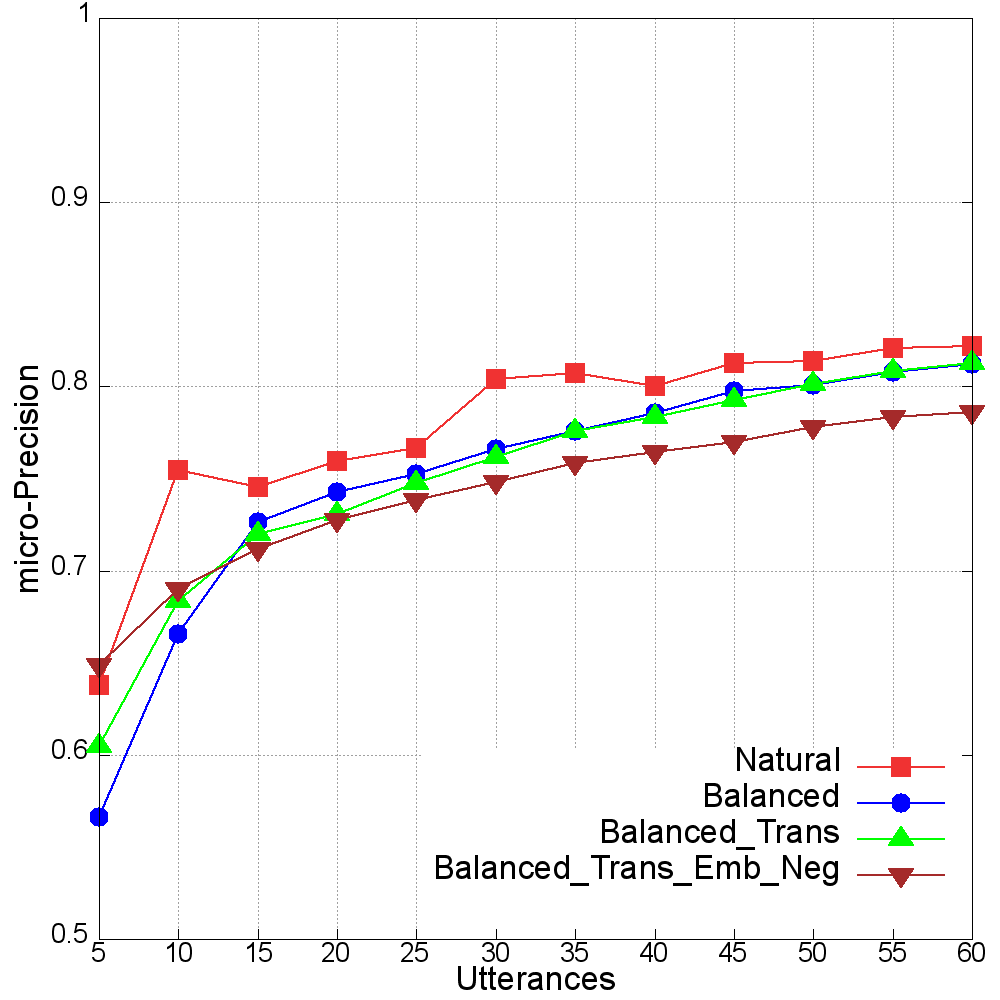 1
0.9
0.8
0.7
0.6
0.5
micro-Precision
5 10 15 20 25 30 35 40 45 50 55 60
Utterances
Natural
Balanced
Balanced_Trans
Balanced_Trans_Emb_Neg